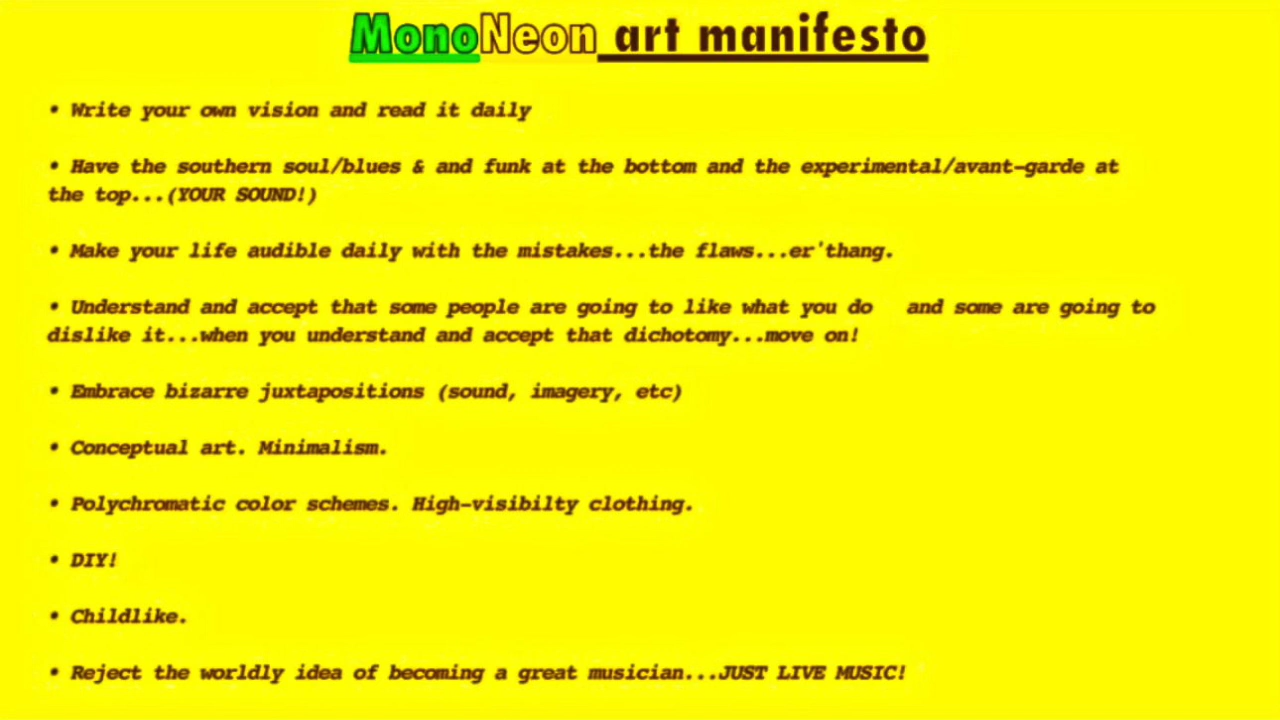 MonoNeon art manifesto
• Write your own vision and read it daily
• Have the southern soul/blues & and funk at the bottom and the experimental/avant-garde at
the top...(YOUR SOUND!)
• Make your life audible daily with the mistakes...the flaws...er'thang.
• Understand and accept that some people are going to like what you do   and some are going to
dislike it...when you understand and accept that dichotomy...move on!
• Embrace bizarre juxtapositions (sound, imagery, etc)
• Conceptual art. Minimalism.
• Polychromatic color schemes. High-visibilty clothing.
• DIY!
• Childlike.
• Reject the worldly idea of becoming a great musician...JUST LIVE MUSIC!